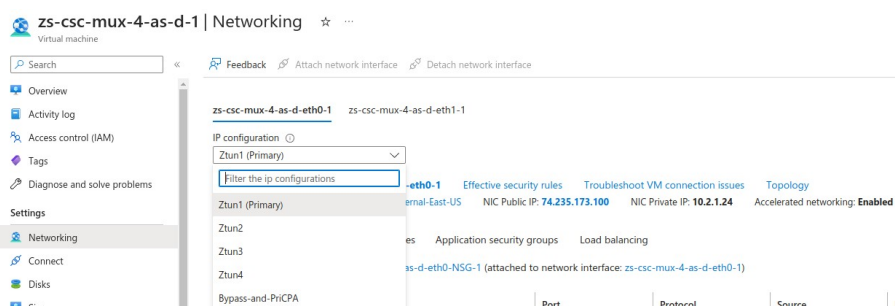 zs-csc-mux-4-as-d-1 | Networking ☆ ···
Virtual machine
Search «
Feedback Attach network interface Detach network interface
Overview
Activity log
Access control (IAM)
Tags
Diagnose and solve problems
Settings
Networking
Connect
Disks
zs-csc-mux-4-as-d-eth0-1 zs-csc-mux-4-as-d-eth1-1
IP configuration
Ztun1 (Primary)
Filter the ip configurations
Ztun1 (Primary)
Ztun2
Ztun3
Ztun4
Bypass-and-PriCPA
-eth0-1 Effective security rules Troubleshoot VM connection issues Topology
ernal-East-US NIC Public IP: 74.235.173.100 NIC Private IP: 10.2.1.24 Accelerated networking: Enabled
es Application security groups Load balancing
as-d-eth0-NSG-1 (attached to network interface: zs-csc-mux-4-as-d-eth0-1)
Port Protocol Source